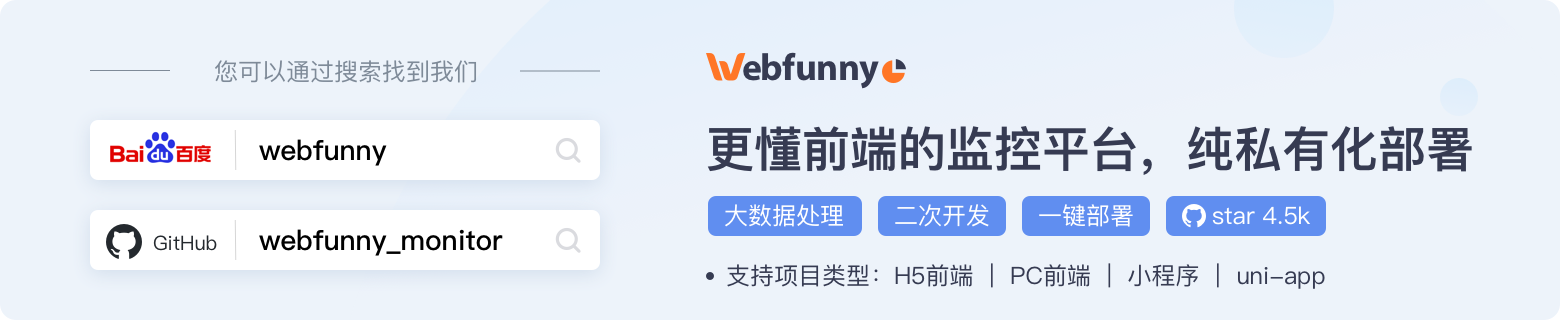 您可以通过搜索找到我们
Bai du 百度 webfunny
GitHub webfunny_monitor
Webfunny
更懂前端的监控平台，纯私有化部署
大数据处理 二次开发 一键部署 star 4.5k
• 支持项目类型：H5前端 | PC前端 | 小程序 | uni-app